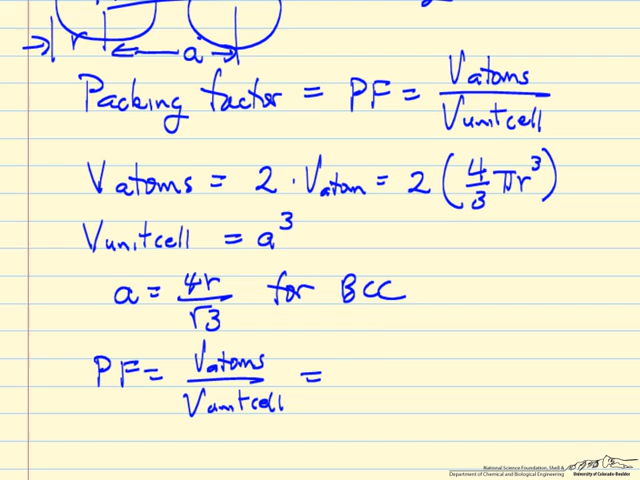 r a
Packing factor = PF = Vatoms / Vunitcell
Vatoms = 2 · Vatom = 2 (4/3 πr³)
Vunitcell = a³
a = 4r / √3 for BCC
PF = Vatoms / Vunitcell =
National Science Foundation, Shell &
Department of Chemical and Biological Engineering University of Colorado Boulder